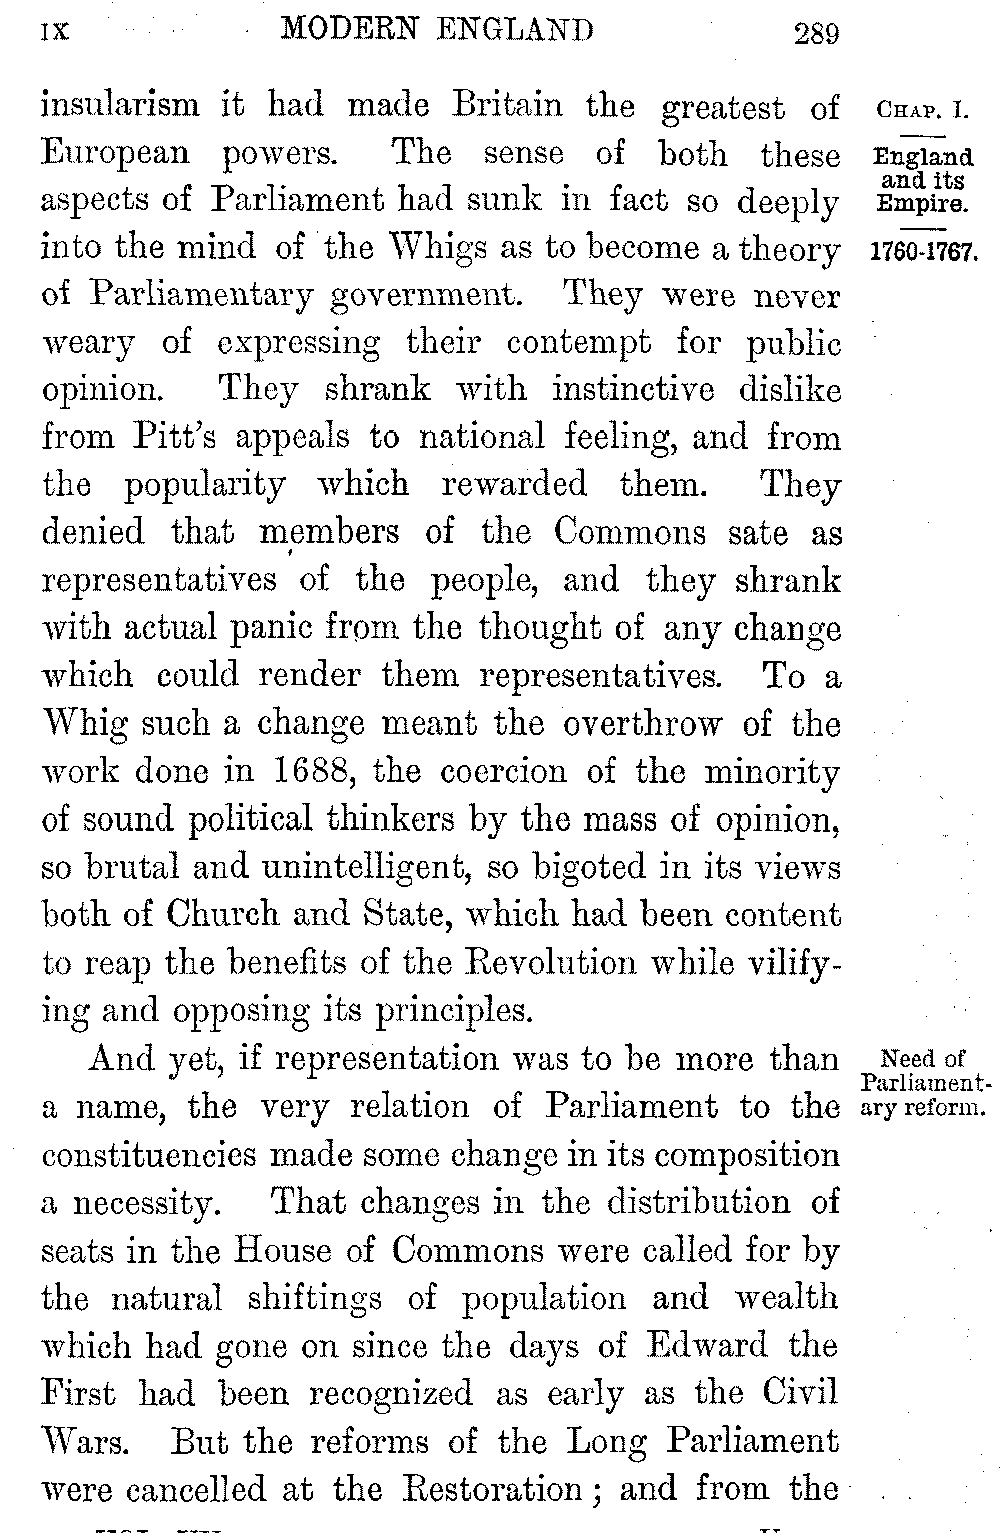 IX MODERN ENGLAND 289
insularism it had made Britain the greatest of
European powers. The sense of both these
aspects of Parliament had sunk in fact so deeply
into the mind of the Whigs as to become a theory
of Parliamentary government. They were never
weary of expressing their contempt for public
opinion. They shrank with instinctive dislike
from Pitt's appeals to national feeling, and from
the popularity which rewarded them. They
denied that members of the Commons sate as
representatives of the people, and they shrank
with actual panic from the thought of any change
which could render them representatives. To a
Whig such a change meant the overthrow of the
work done in 1688, the coercion of the minority
of sound political thinkers by the mass of opinion,
so brutal and unintelligent, so bigoted in its views
both of Church and State, which had been content
to reap the benefits of the Revolution while vilify-
ing and opposing its principles.
And yet, if representation was to be more than
a name, the very relation of Parliament to the
constituencies made some change in its composition
a necessity. That changes in the distribution of
seats in the House of Commons were called for by
the natural shiftings of population and wealth
which had gone on since the days of Edward the
First had been recognized as early as the Civil
Wars. But the reforms of the Long Parliament
were cancelled at the Restoration ; and from the
CHAP. I.
England
and its
Empire.
1760-1767.
Need of
Parliament-
ary reform.